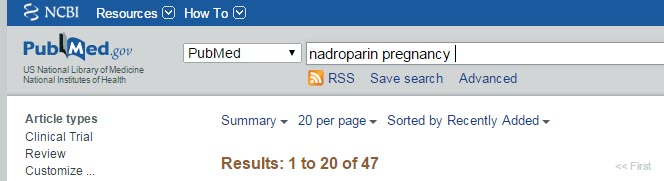 NCBI Resources How To
PubMed.gov
US National Library of Medicine
National Institutes of Health
PubMed nadroparin pregnancy
RSS Save search Advanced
Article types
Clinical Trial
Review
Customize ...
Summary 20 per page Sorted by Recently Added
Results: 1 to 20 of 47
<< First